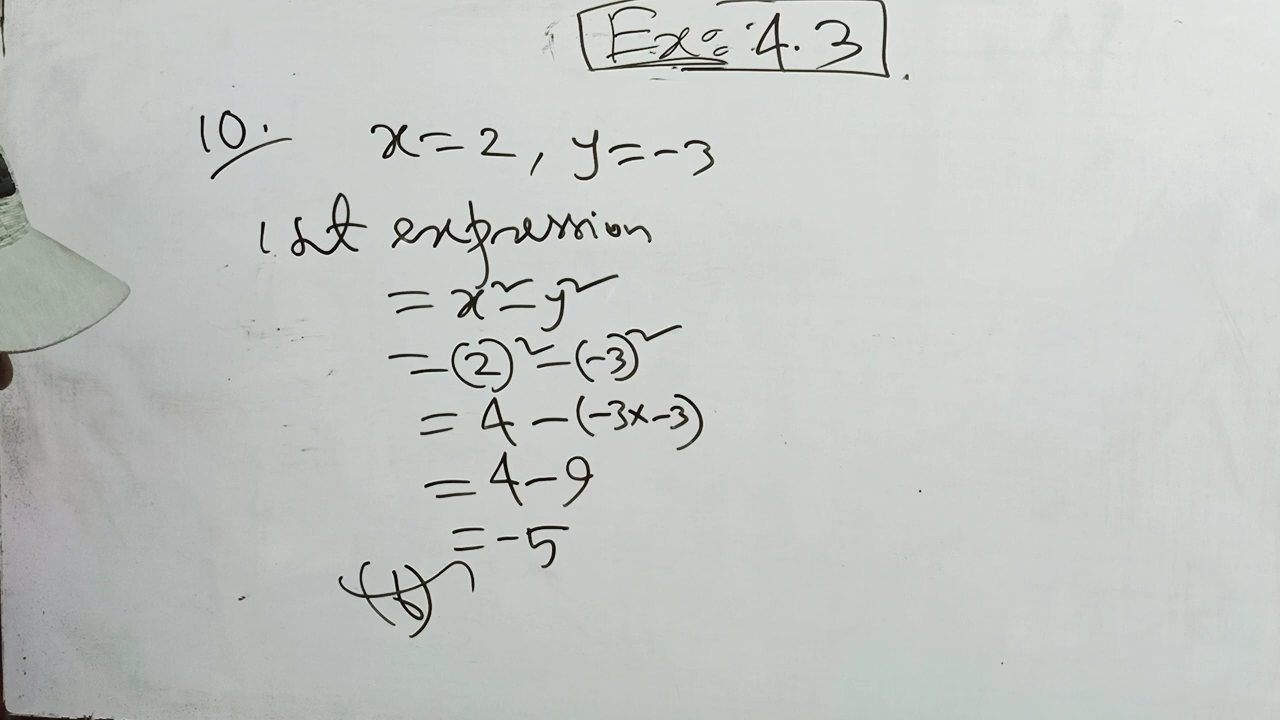 Ex: 4.3
10. x=2, y=-3
1st expression
= x²-y²
= (2)²-(-3)²
= 4-(-3×-3)
= 4-9
= -5
(b)